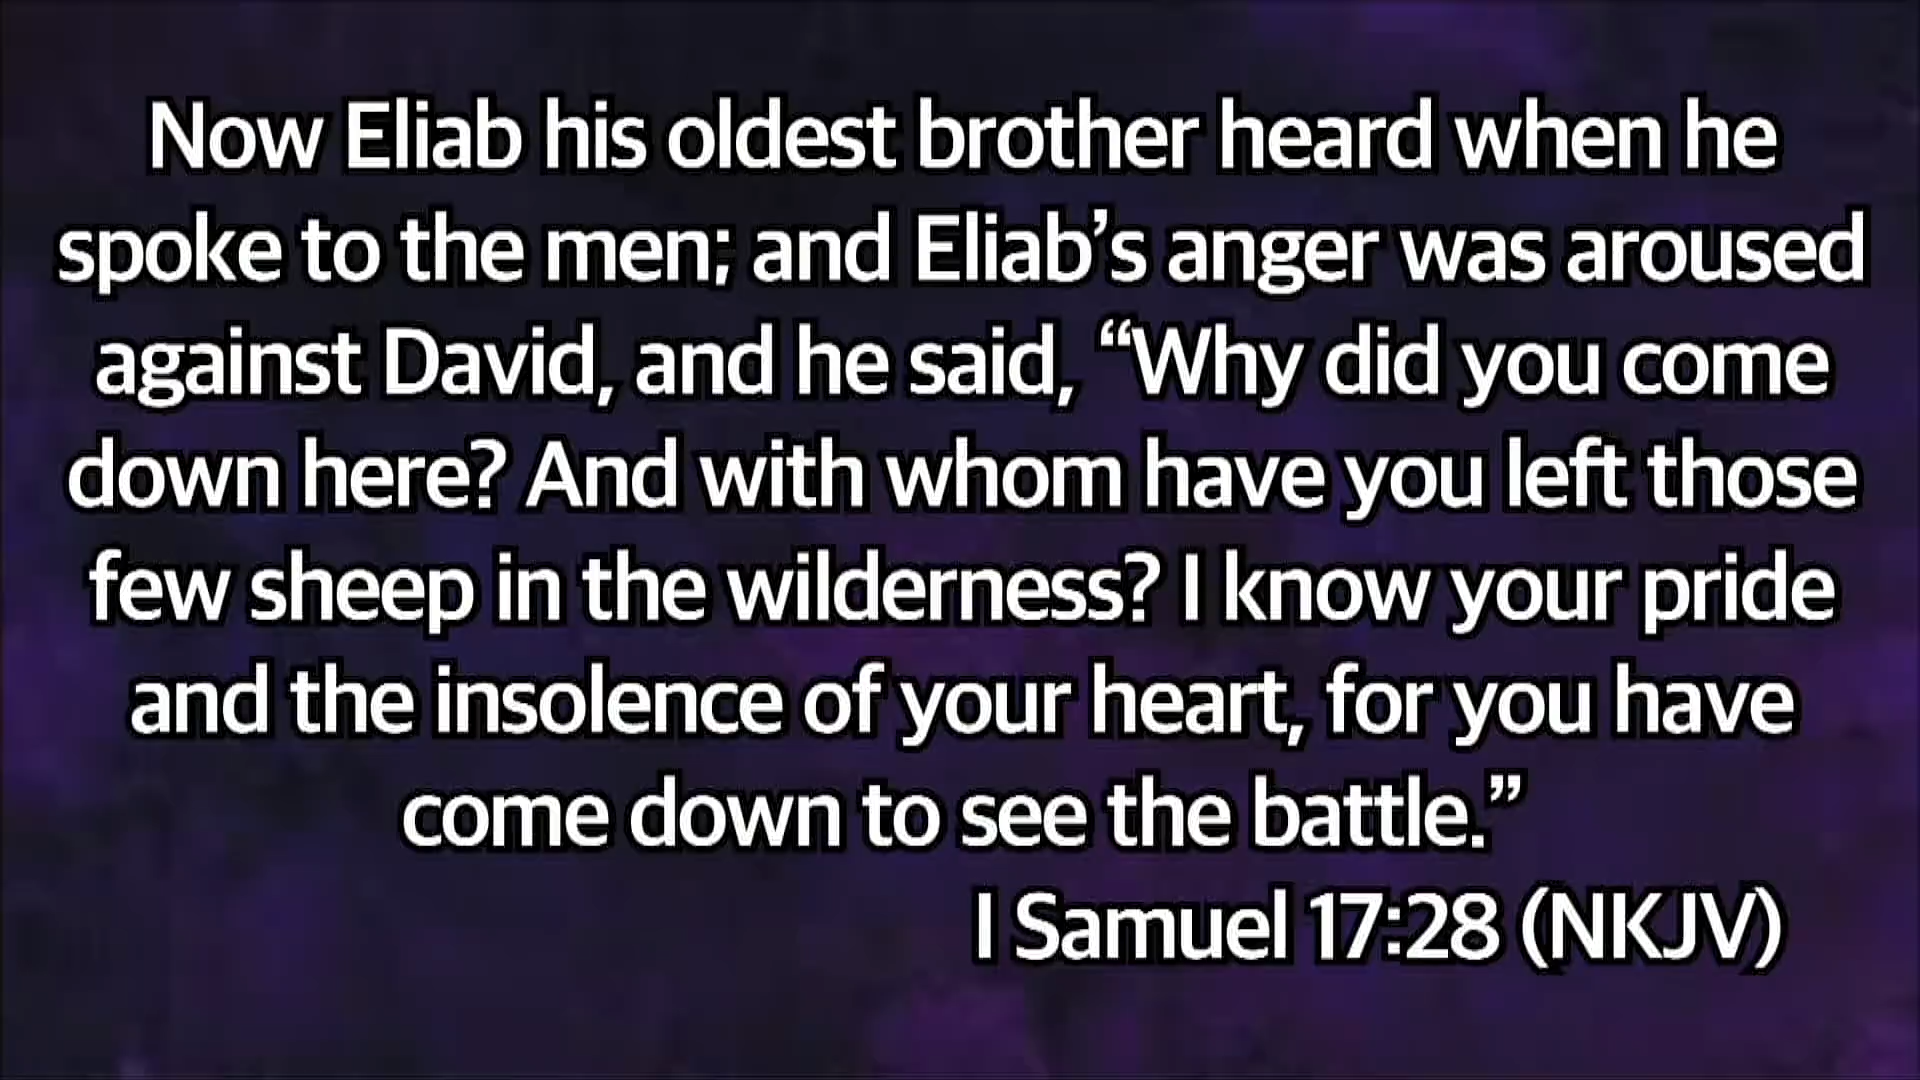 Now Eliab his oldest brother heard when he
spoke to the men; and Eliab’s anger was aroused
against David, and he said, “Why did you come
down here? And with whom have you left those
few sheep in the wilderness? I know your pride
and the insolence of your heart, for you have
come down to see the battle.”
I Samuel 17:28 (NKJV)